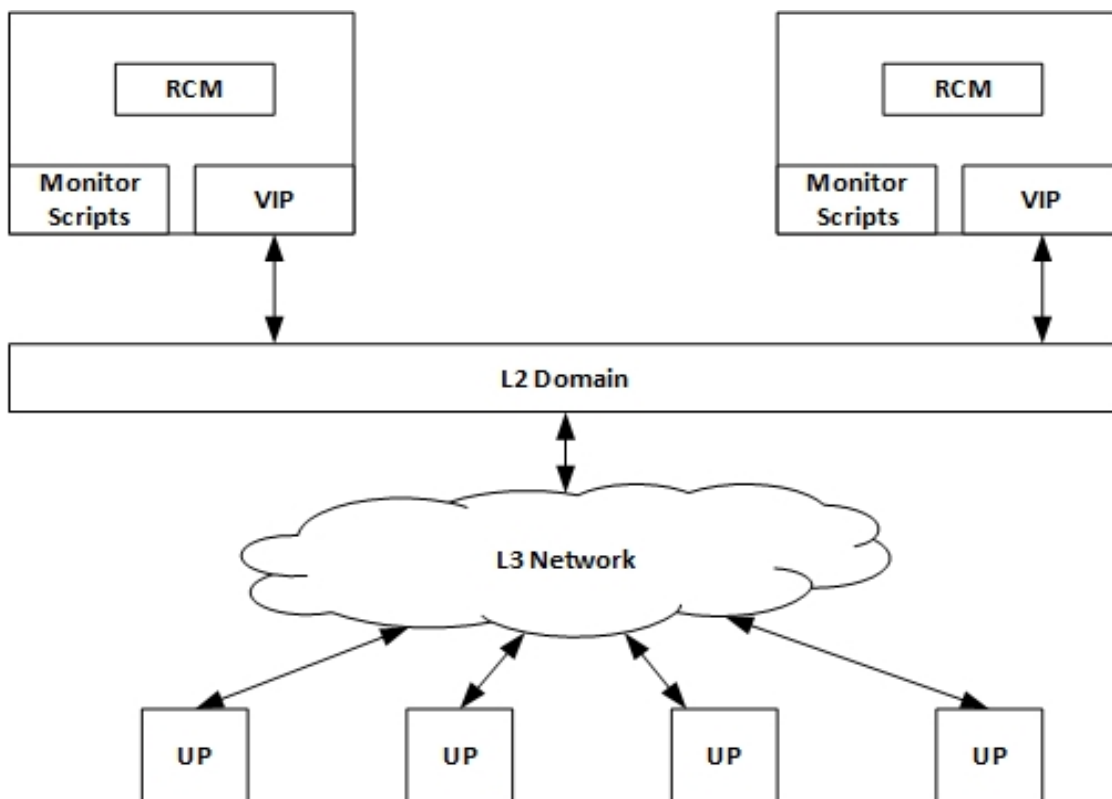 RCM
Monitor
Scripts
VIP
RCM
Monitor
Scripts
VIP
L2 Domain
L3 Network
UP
UP
UP
UP